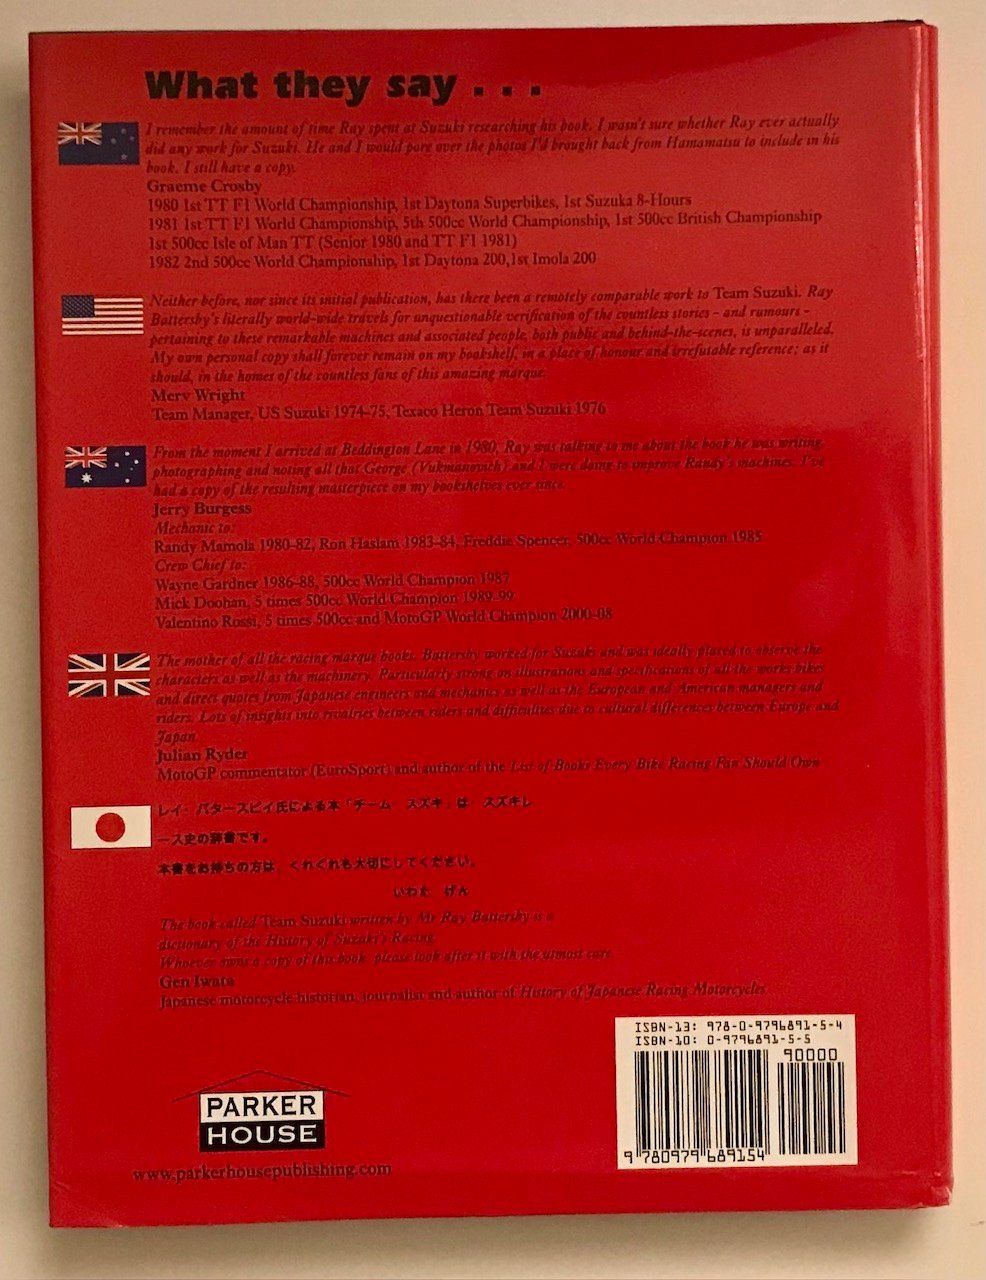 What they say . . .
I remember the amount of time Ray spent at Suzuki researching his book. I wasn't sure whether Ray ever actually
did any work for Suzuki. He and I would pore over the photos I'd brought back from Hamamatsu to include in his
book. I still have a copy.
Graeme Crosby
1980 1st TT F1 World Championship, 1st Daytona Superbikes, 1st Suzuka 8-Hours
1981 1st TT F1 World Championship, 5th 500cc World Championship, 1st 500cc British Championship
1st 500cc Isle of Man TT (Senior 1980 and TT F1 1981)
1982 2nd 500cc World Championship, 1st Daytona 200,1st Imola 200
Neither before, nor since its initial publication, has there been a remotely comparable work to Team Suzuki. Ray
Battersby's literally world-wide travels for unquestionable verification of the countless stories - and rumours -
pertaining to these remarkable machines and associated people, both public and behind-the-scenes, is unparalleled.
My own personal copy shall forever remain on my bookshelf, in a place of honour and irrefutable reference; as it
should, in the homes of the countless fans of this amazing marque.
Merv Wright
Team Manager, US Suzuki 1974-75, Texaco Heron Team Suzuki 1976
From the moment I arrived at Beddington Lane in 1980, Ray was talking to me about the book he was writing,
photographing and noting all that George (Vukmanovich) and I were doing to improve Randy's machines. I've
had a copy of the resulting masterpiece on my bookshelves ever since.
Jerry Burgess
Mechanic to:
Randy Mamola 1980-82, Ron Haslam 1983-84, Freddie Spencer, 500cc World Champion 1985
Crew Chief to:
Wayne Gardner 1986-88, 500cc World Champion 1987
Mick Doohan, 5 times 500cc World Champion 1989-99
Valentino Rossi, 5 times 500cc and MotoGP World Champion 2000-08
The mother of all the racing marque books. Battersby worked for Suzuki and was ideally placed to observe the
characters as well as the machinery. Particularly strong on illustrations and specifications of all the works bikes
and direct quotes from Japanese engineers and mechanics as well as the European and American managers and
riders. Lots of insights into rivalries between riders and difficulties due to cultural differences between Europe and
Japan.
Julian Ryder
MotoGP commentator (EuroSport) and author of the List of Books Every Bike Racing Fan Should Own
レイ・バタースビイ氏による本「チーム スズキ」は スズキレ
ース史の辞書です。
本書をお持ちの方は くれぐれも大切にしてください。
いわた げん
The book called Team Suzuki written by Mr Ray Battersby is a
dictionary of the History of Suzuki's Racing.
Whoever owns a copy of this book, please look after it with the utmost care.
Gen Iwata
Japanese motorcycle historian, journalist and author of History of Japanese Racing Motorcycles
ISBN-13: 978-0-9796891-5-4
ISBN-10: 0-9796891-5-5
90000
9 780979 689154
PARKER
HOUSE
www.parkerhousepublishing.com